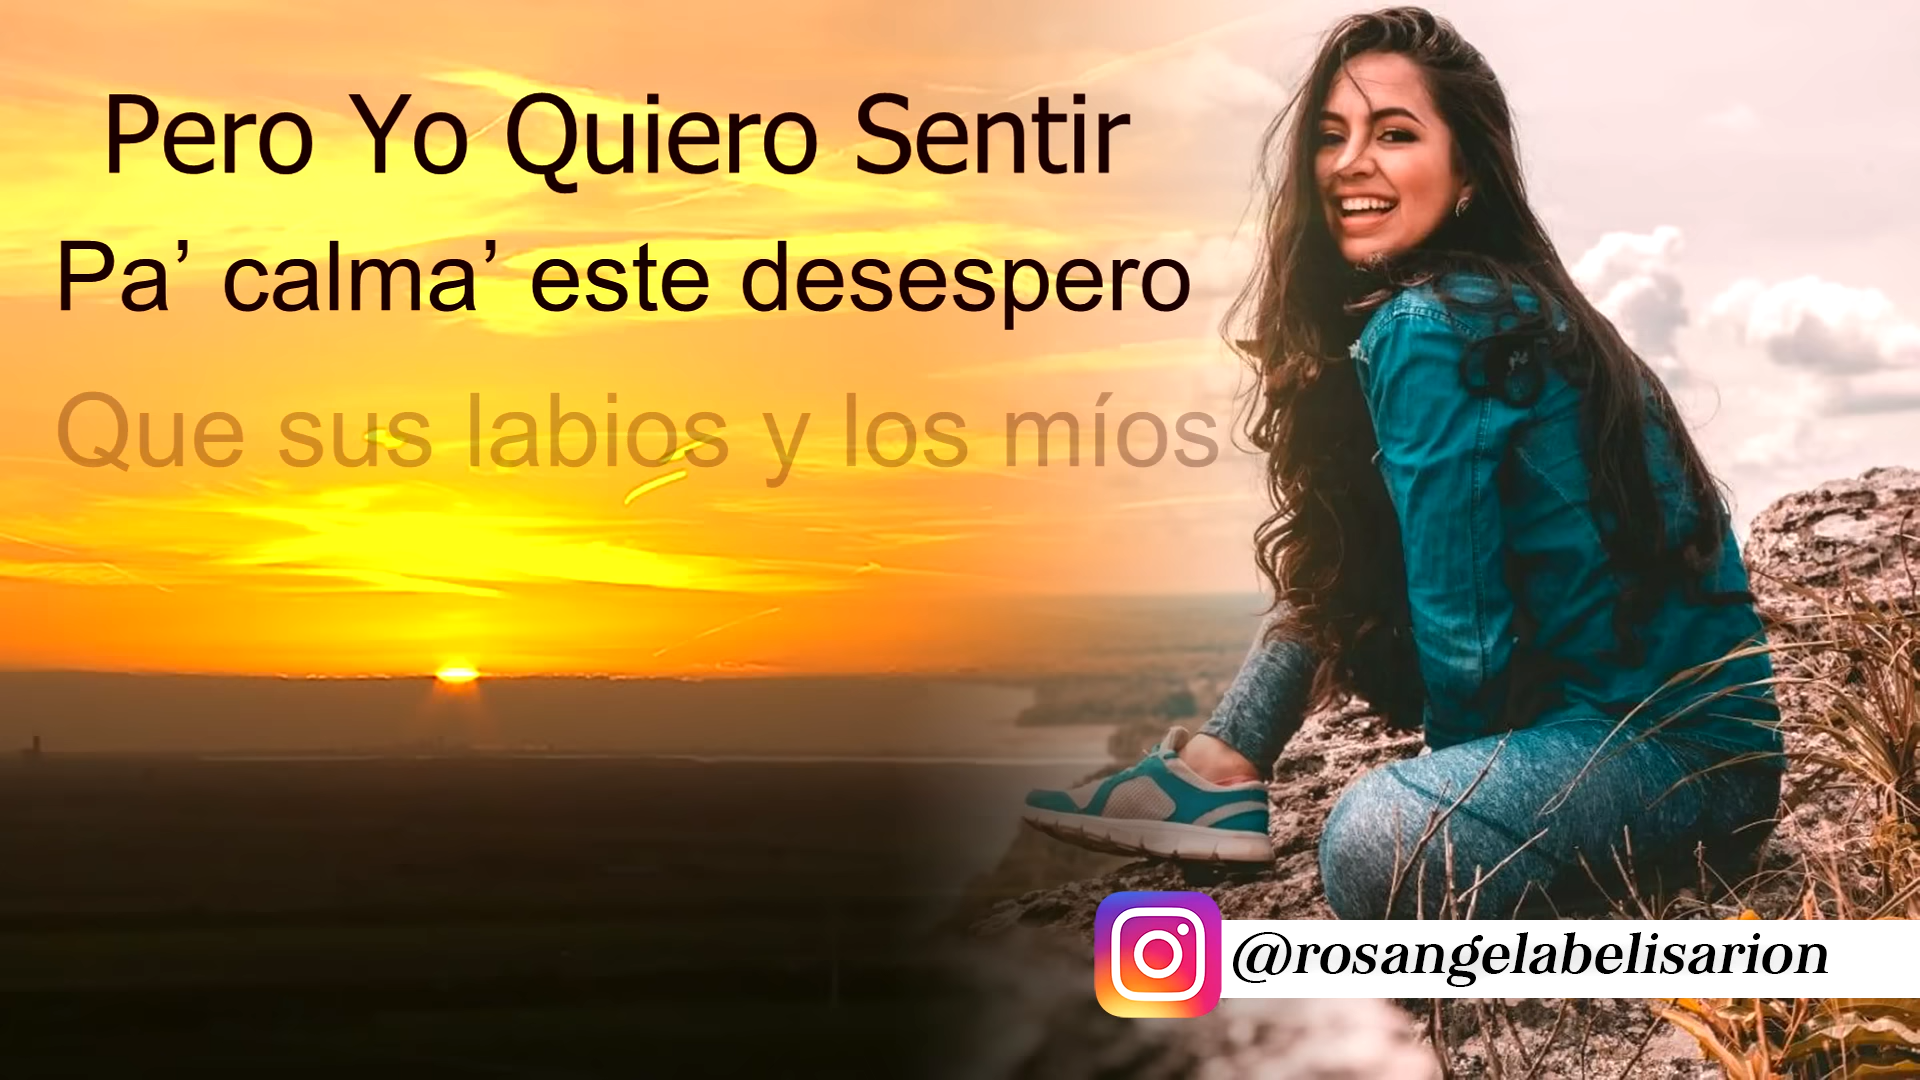 Pero Yo Quiero Sentir
Pa’ calma’ este desespero
Que sus labios y los míos
@rosangelabelisarion